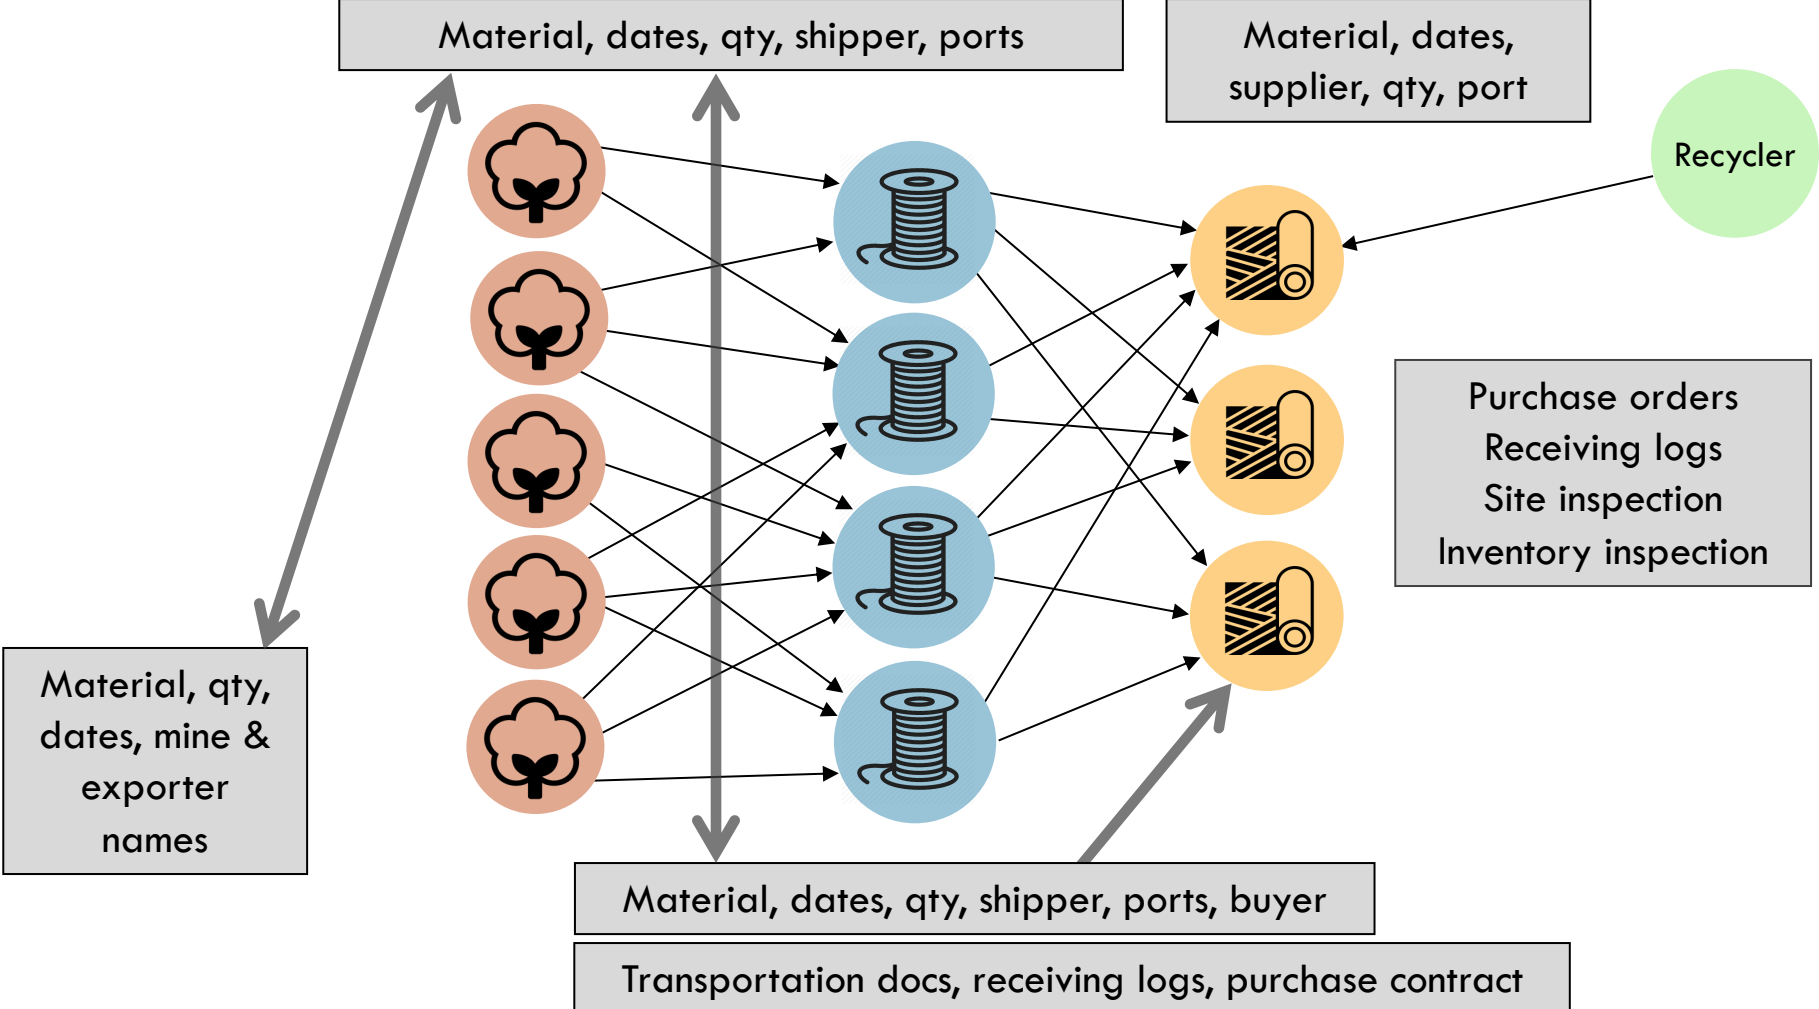 Material, dates, qty, shipper, ports
Material, dates,
supplier, qty, port
Recycler
Purchase orders
Receiving logs
Site inspection
Inventory inspection
Material, qty,
dates, mine &
exporter
names
Material, dates, qty, shipper, ports, buyer
Transportation docs, receiving logs, purchase contract